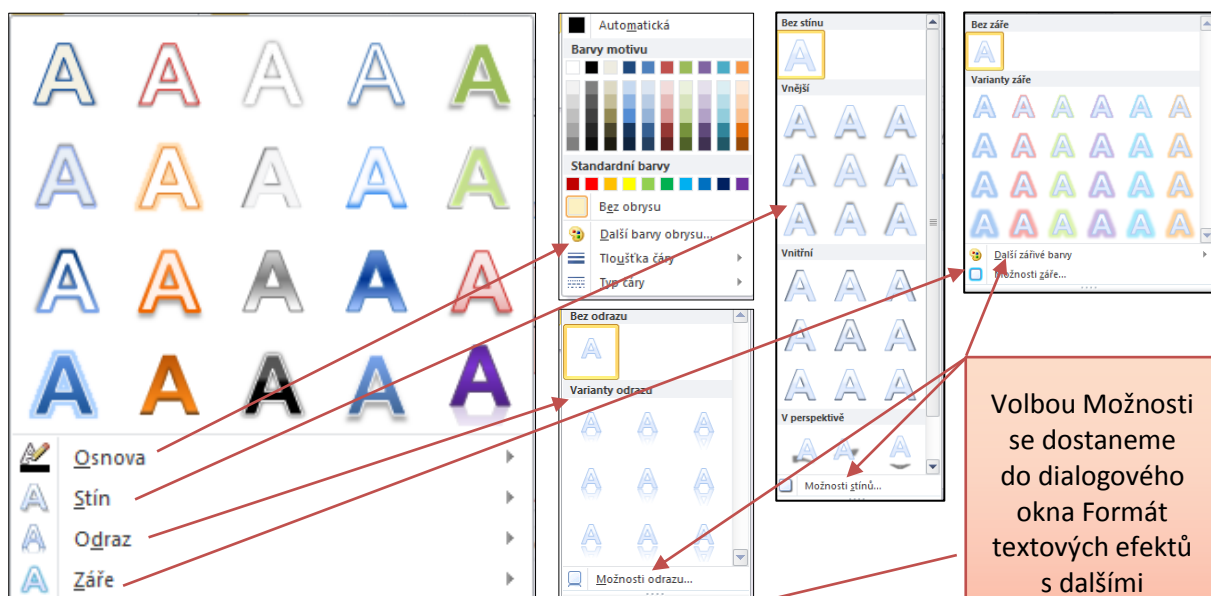 Osnova
Stín
Odraz
Záře
Automatická
Barvy motivu
Standardní barvy
Bez obrysu
Další barvy obrysu...
Tloušťka čáry
Typ čáry
Bez odrazu
Varianty odrazu
Možnosti odrazu...
Bez stínu
Vnější
Vnitřní
V perspektivě
Možnosti stínů...
Bez záře
Varianty záře
Další zářivé barvy
Možnosti záře...
Volbou Možnosti
se dostaneme
do dialogového
okna Formát
textových efektů
s dalšími